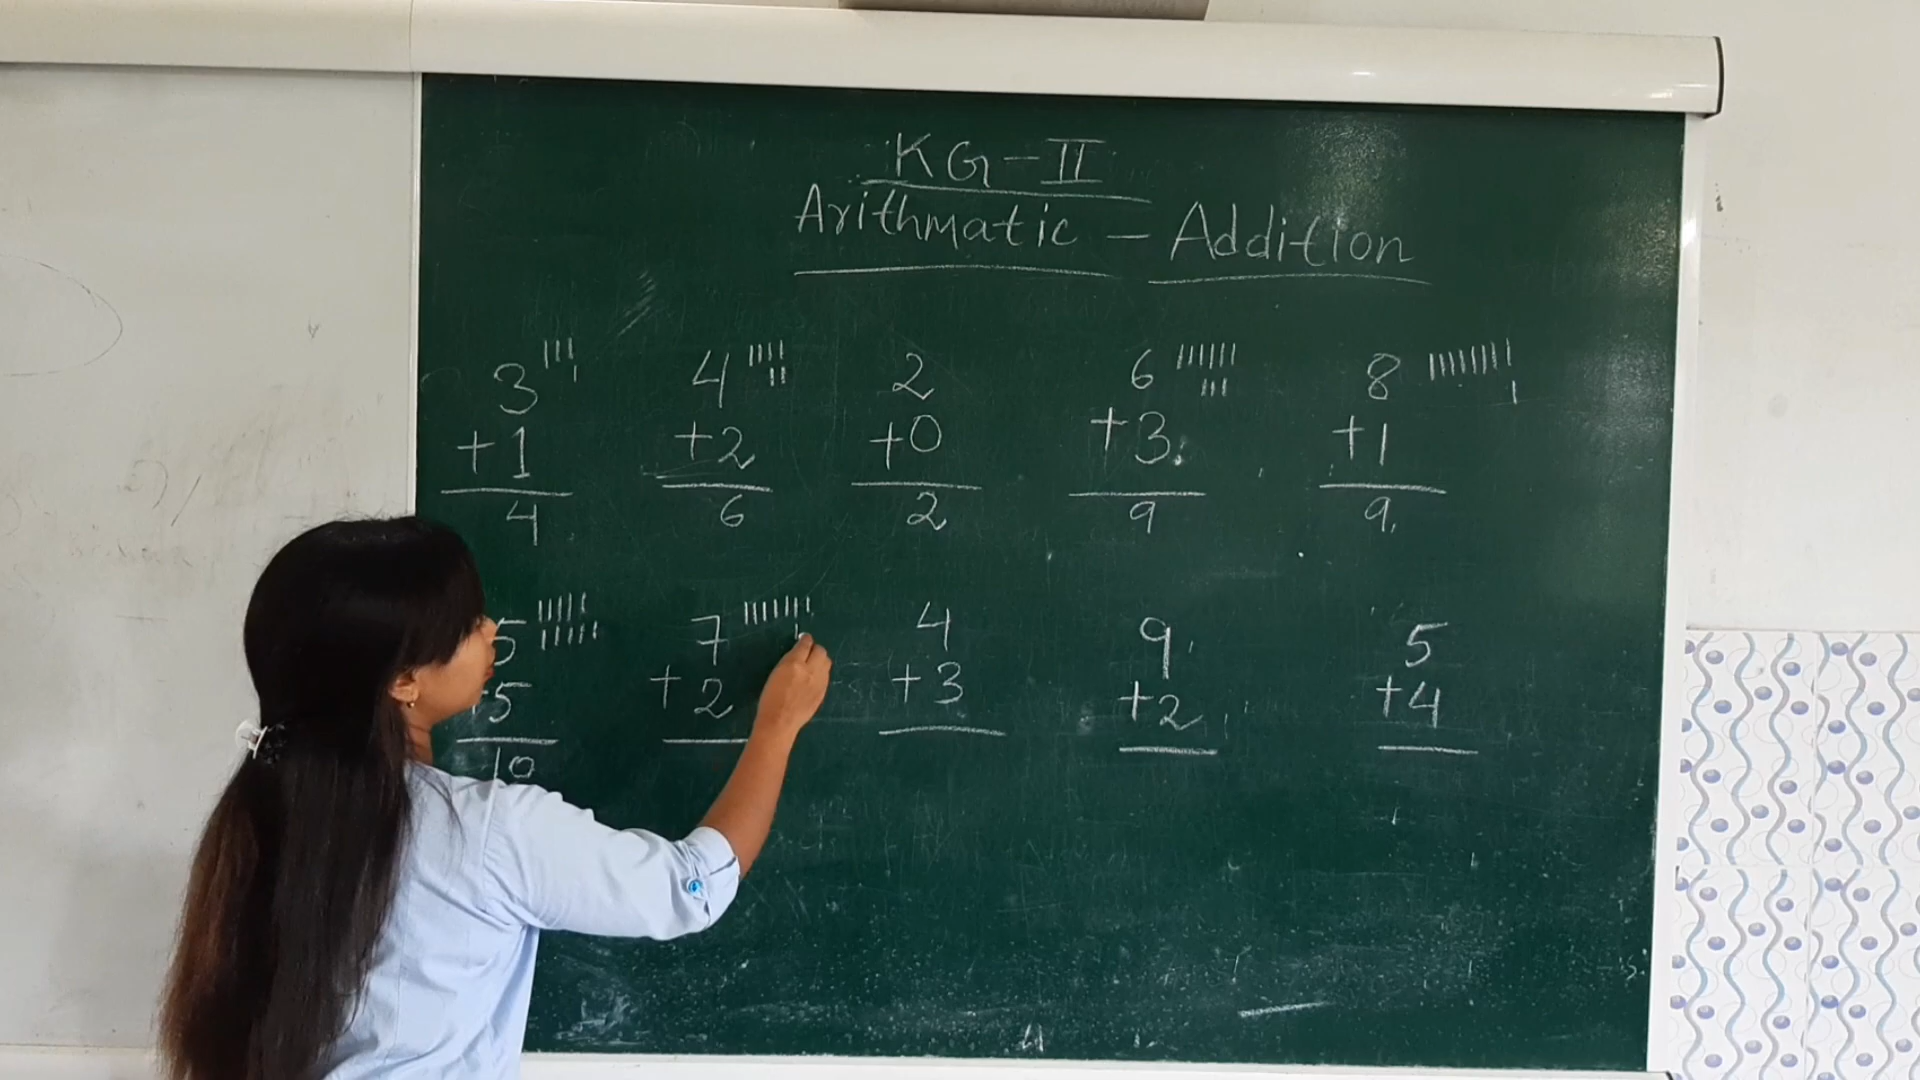 KG-II
Arithmatic - Addition
3 4 2 6 8
+1 +2 +0 +3 +1
4 6 2 9 9
5 7 4 9 5
+5 +2 +3 +2 +4
10